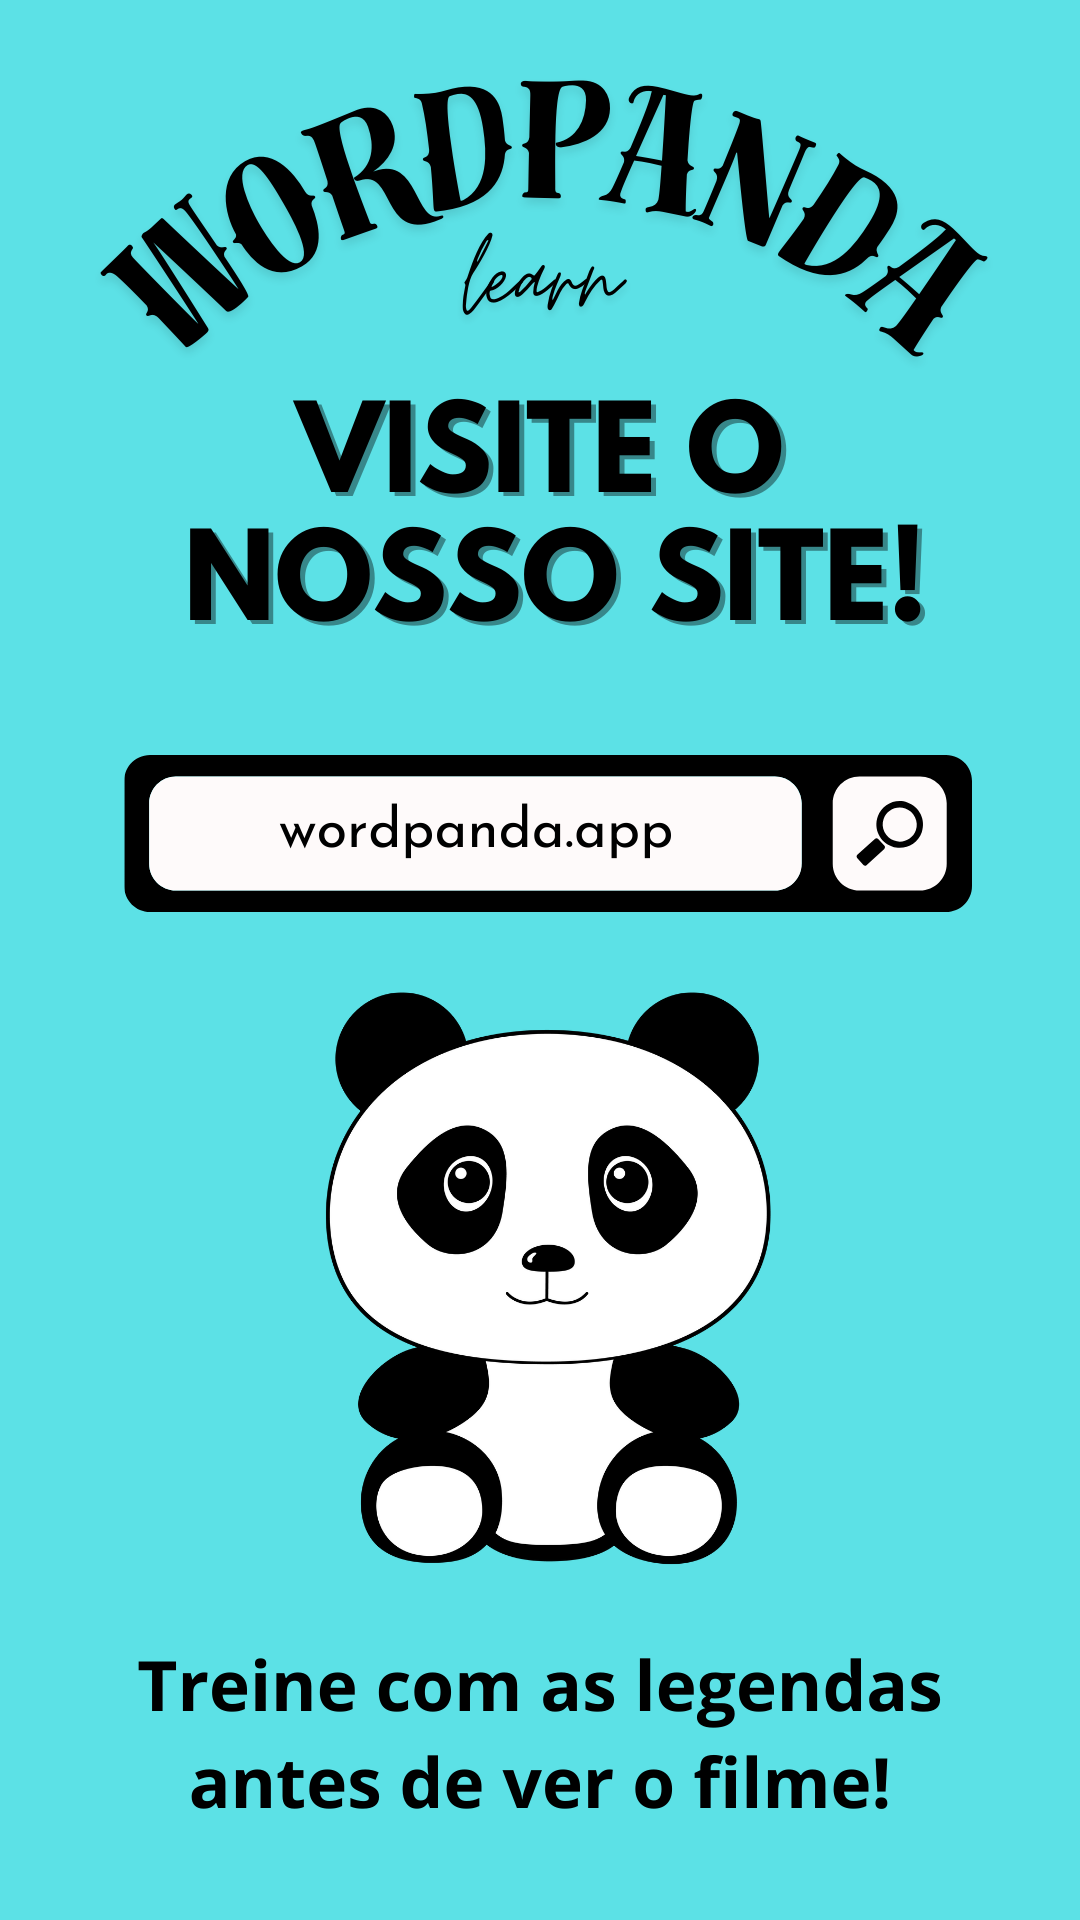 WORDPANDA
learn
VISITE O
NOSSO SITE!
wordpanda.app
Treine com as legendas
antes de ver o filme!